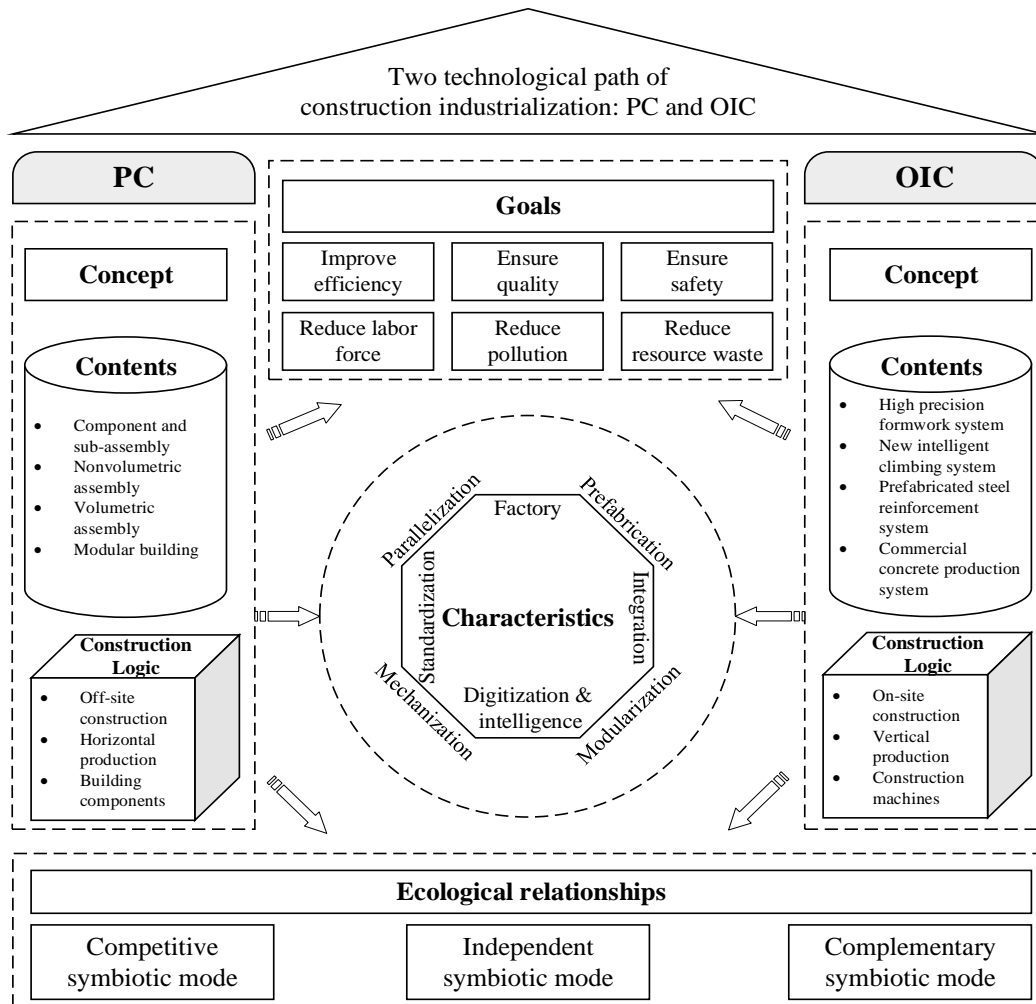 Two technological path of
construction industrialization: PC and OIC
PC
Concept
Contents
• Component and
sub-assembly
• Nonvolumetric
assembly
• Volumetric
assembly
• Modular building
Construction
Logic
• Off-site
construction
• Horizontal
production
• Building
components
Goals
Improve
efficiency
Ensure
quality
Ensure
safety
Reduce labor
force
Reduce
pollution
Reduce
resource waste
Parallelization
Factory
Prefabrication
Standardization
Characteristics
Integration
Mechanization
Digitization &
intelligence
Modularization
OIC
Concept
Contents
• High precision
formwork system
• New intelligent
climbing system
• Prefabricated steel
reinforcement
system
• Commercial
concrete production
system
Construction
Logic
• On-site
construction
• Vertical
production
• Construction
machines
Ecological relationships
Competitive
symbiotic mode
Independent
symbiotic mode
Complementary
symbiotic mode